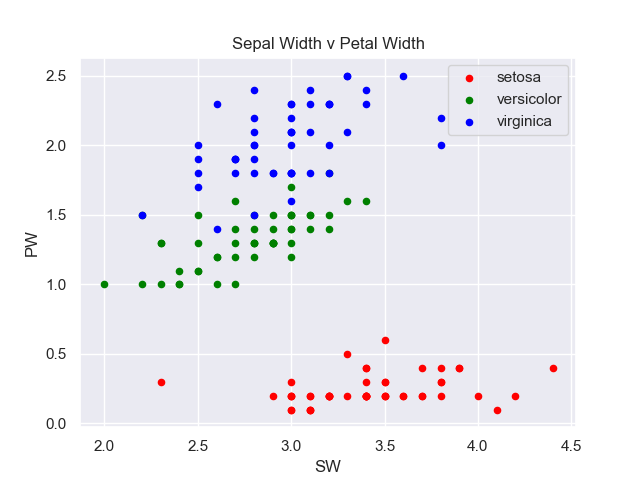 Sepal Width v Petal Width
setosa
versicolor
virginica
2.5
2.0
1.5
1.0
0.5
0.0
PW
2.0 2.5 3.0 3.5 4.0 4.5
SW